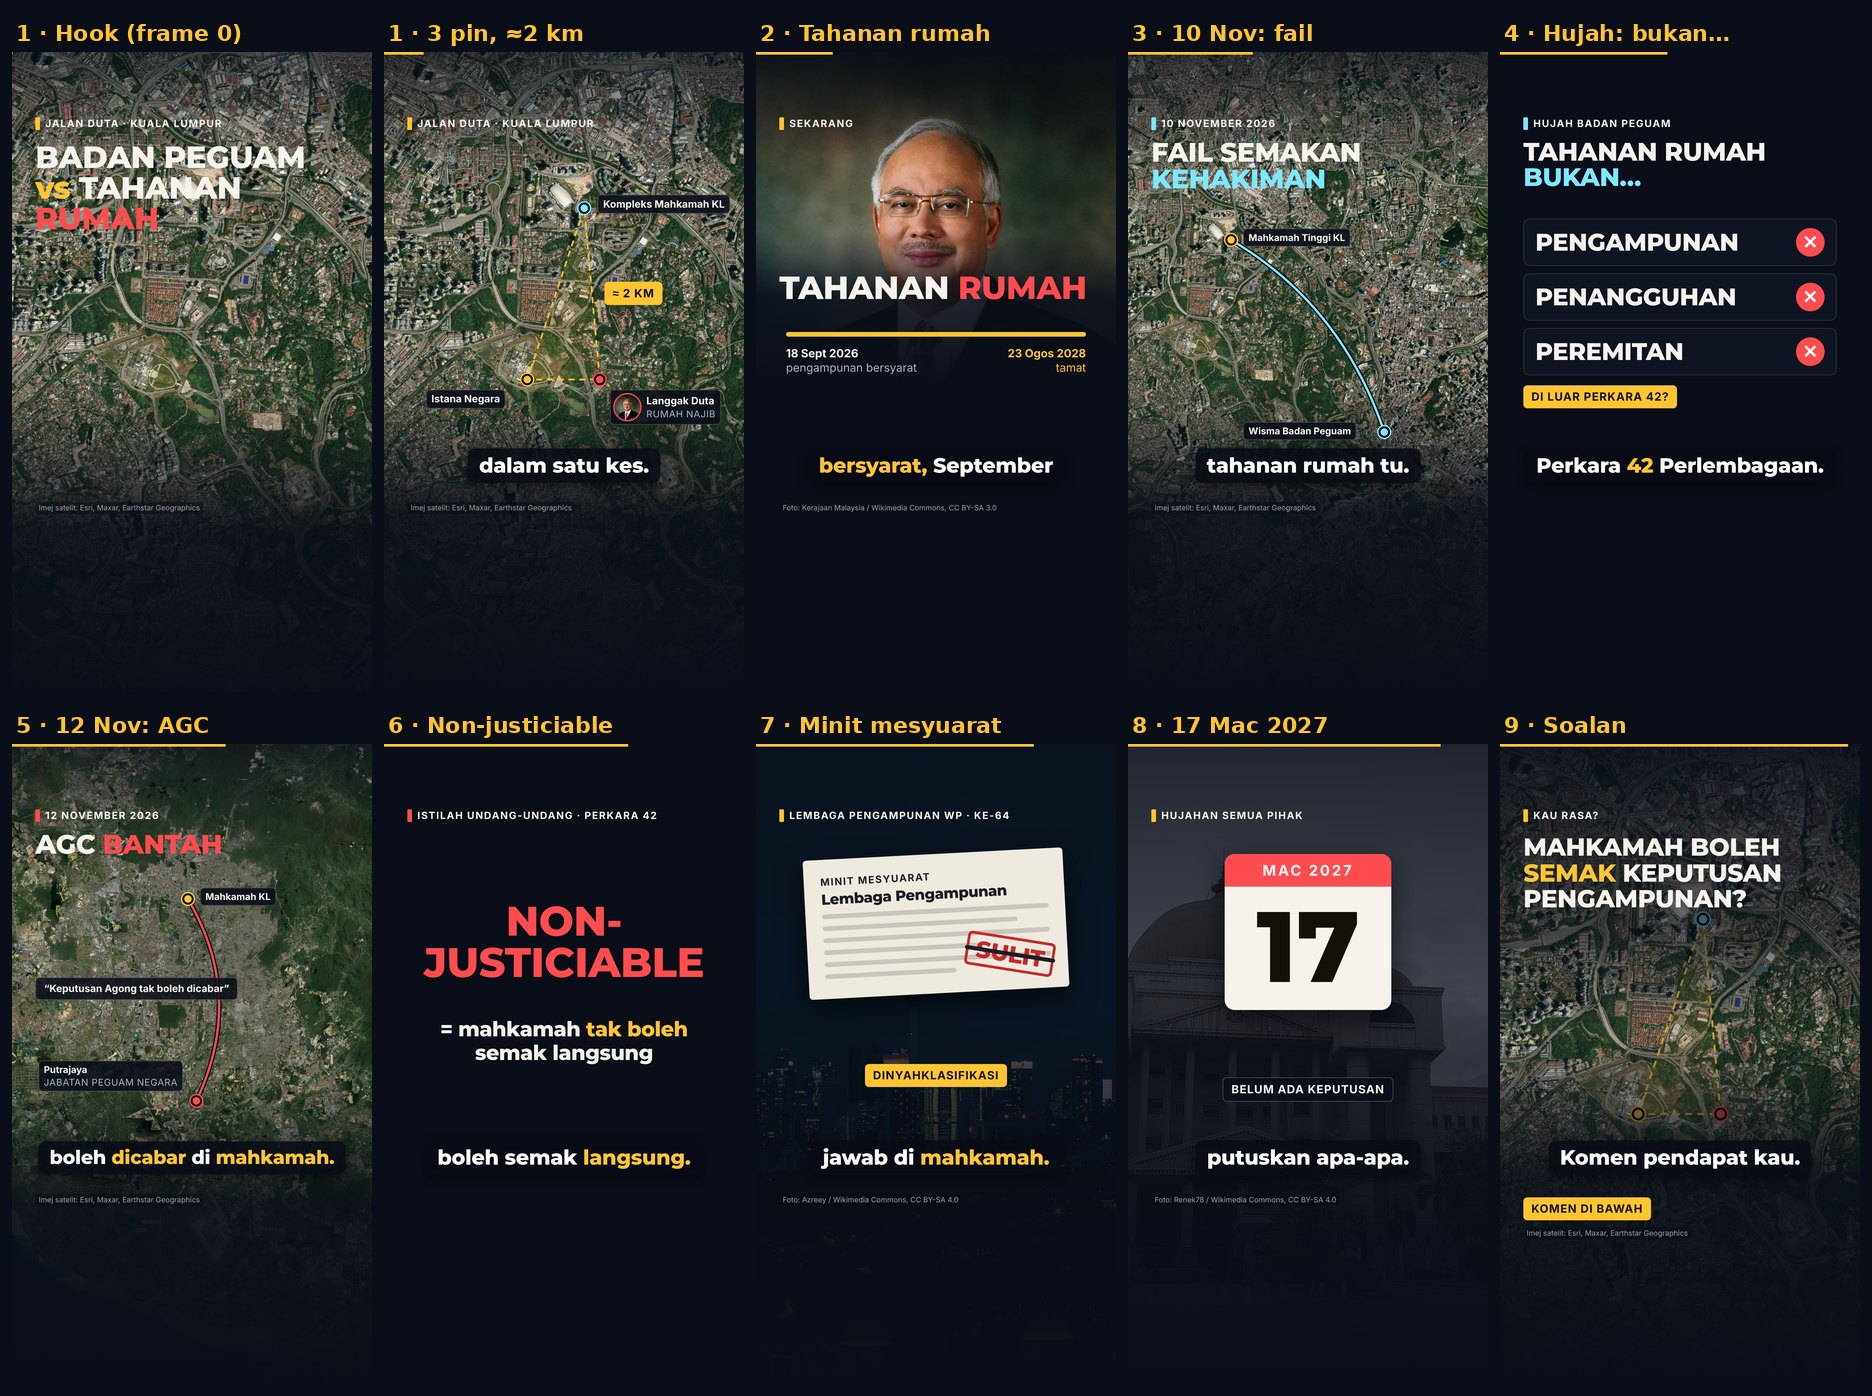 1 · Hook (frame 0)
JALAN DUTA · KUALA LUMPUR
BADAN PEGUAM
vs TAHANAN
RUMAH
Imej satelit: Esri, Maxar, Earthstar Geographics
1 · 3 pin, ≈2 km
JALAN DUTA · KUALA LUMPUR
Kompleks Mahkamah KL
≈ 2 KM
Istana Negara
Langgak Duta
RUMAH NAJIB
dalam satu kes.
Imej satelit: Esri, Maxar, Earthstar Geographics
2 · Tahanan rumah
SEKARANG
TAHANAN RUMAH
18 Sept 2026
pengampunan bersyarat
23 Ogos 2028
tamat
bersyarat, September
Foto: Kerajaan Malaysia / Wikimedia Commons, CC BY-SA 3.0
3 · 10 Nov: fail
10 NOVEMBER 2026
FAIL SEMAKAN
KEHAKIMAN
Mahkamah Tinggi KL
Wisma Badan Peguam
tahanan rumah tu.
Imej satelit: Esri, Maxar, Earthstar Geographics
4 · Hujah: bukan...
HUJAH BADAN PEGUAM
TAHANAN RUMAH
BUKAN...
PENGAMPUNAN
PENANGGUHAN
PEREMITAN
DI LUAR PERKARA 42?
Perkara 42 Perlembagaan.
5 · 12 Nov: AGC
12 NOVEMBER 2026
AGC BANTAH
Mahkamah KL
“Keputusan Agong tak boleh dicabar”
Putrajaya
JABATAN PEGUAM NEGARA
boleh dicabar di mahkamah.
Imej satelit: Esri, Maxar, Earthstar Geographics
6 · Non-justiciable
ISTILAH UNDANG-UNDANG · PERKARA 42
NON-
JUSTICIABLE
= mahkamah tak boleh
semak langsung
boleh semak langsung.
7 · Minit mesyuarat
LEMBAGA PENGAMPUNAN WP · KE-64
MINIT MESYUARAT
Lembaga Pengampunan
SULIT
DINYAHKLASIFIKASI
jawab di mahkamah.
Foto: Azreey / Wikimedia Commons, CC BY-SA 4.0
8 · 17 Mac 2027
HUJAHAN SEMUA PIHAK
MAC 2027
17
BELUM ADA KEPUTUSAN
putuskan apa-apa.
Foto: Renek78 / Wikimedia Commons, CC BY-SA 4.0
9 · Soalan
KAU RASA?
MAHKAMAH BOLEH
SEMAK KEPUTUSAN
PENGAMPUNAN?
Komen pendapat kau.
KOMEN DI BAWAH
Imej satelit: Esri, Maxar, Earthstar Geographics